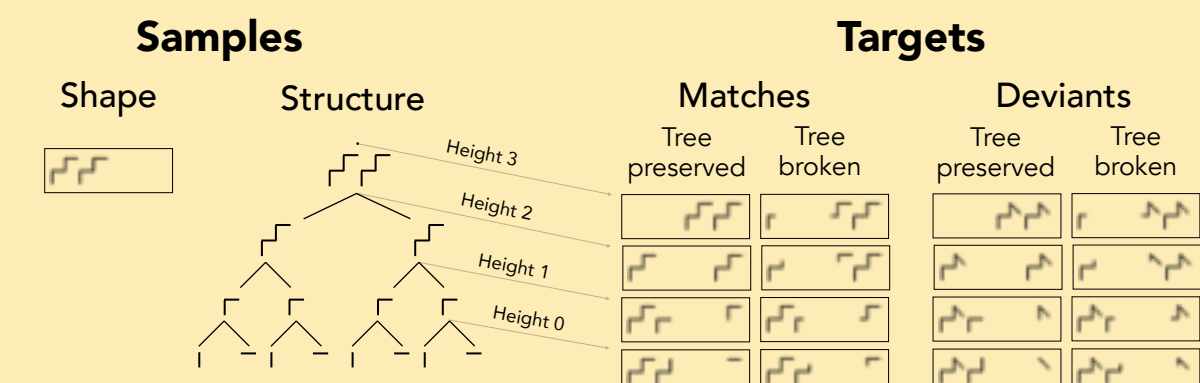 Samples
Targets
Shape
Structure
Matches
Deviants
Tree
preserved
Tree
broken
Tree
preserved
Tree
broken
Height 3
Height 2
Height 1
Height 0